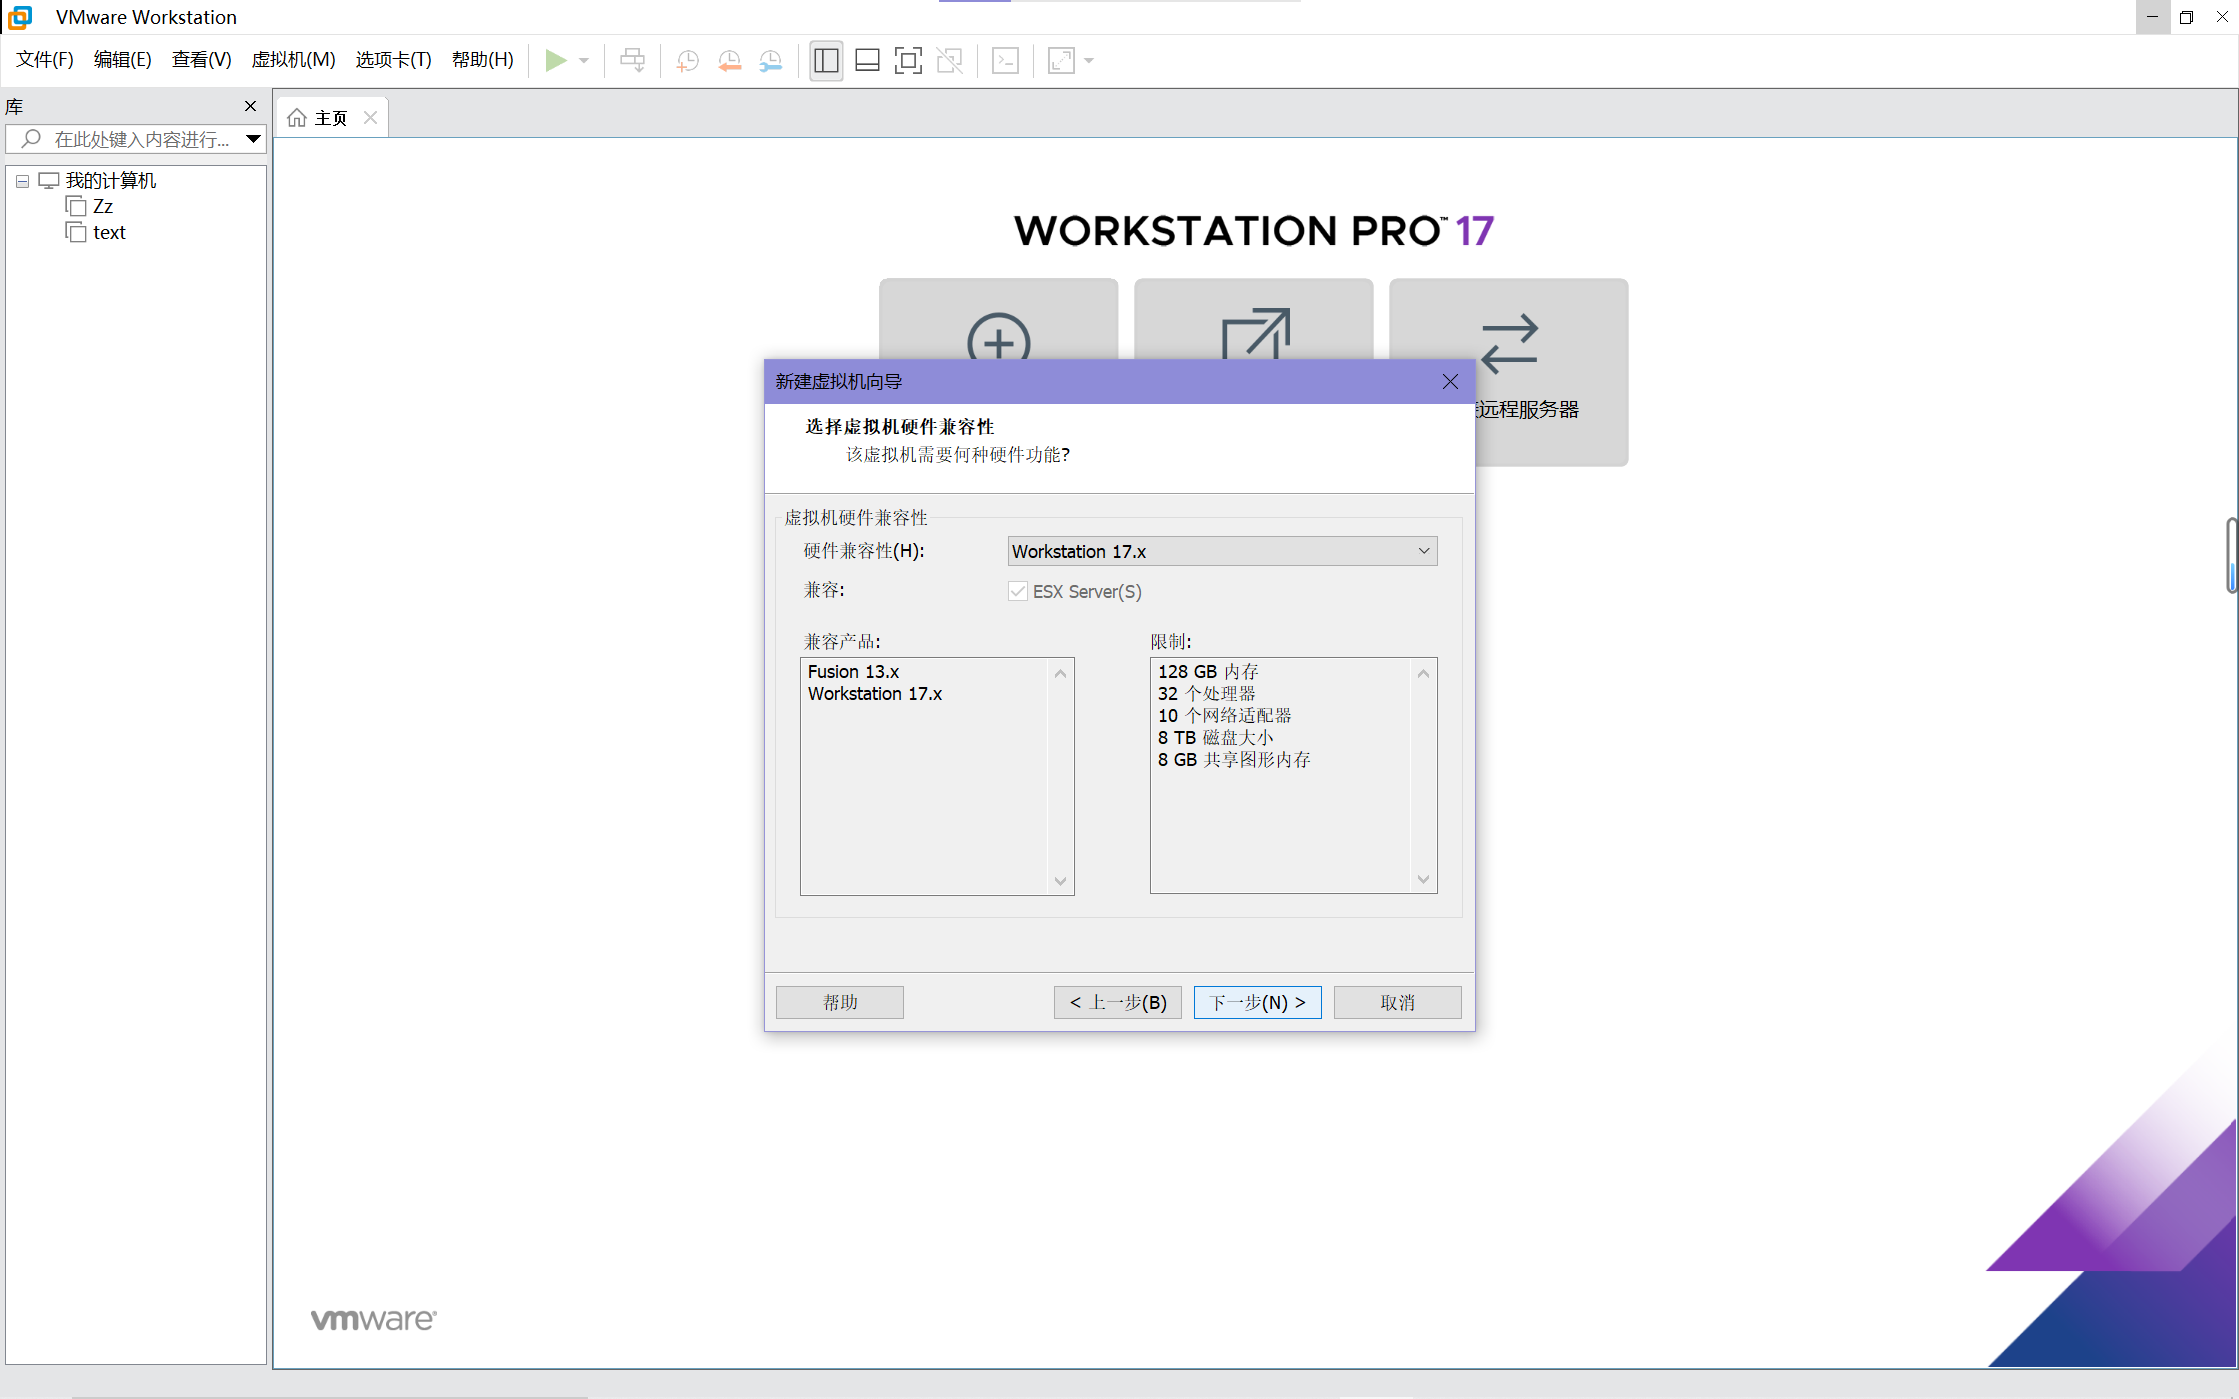 VMware Workstation
文件(F) 编辑(E) 查看(V) 虚拟机(M) 选项卡(T) 帮助(H)
库
在此处键入内容进行...
我的计算机
Zz
text
主页
WORKSTATION PRO™ 17
远程服务器
新建虚拟机向导
选择虚拟机硬件兼容性
该虚拟机需要何种硬件功能?
虚拟机硬件兼容性
硬件兼容性(H): Workstation 17.x
兼容: ESX Server(S)
兼容产品:
Fusion 13.x
Workstation 17.x
限制:
128 GB 内存
32 个处理器
10 个网络适配器
8 TB 磁盘大小
8 GB 共享图形内存
帮助 < 上一步(B) 下一步(N) > 取消
vmware®